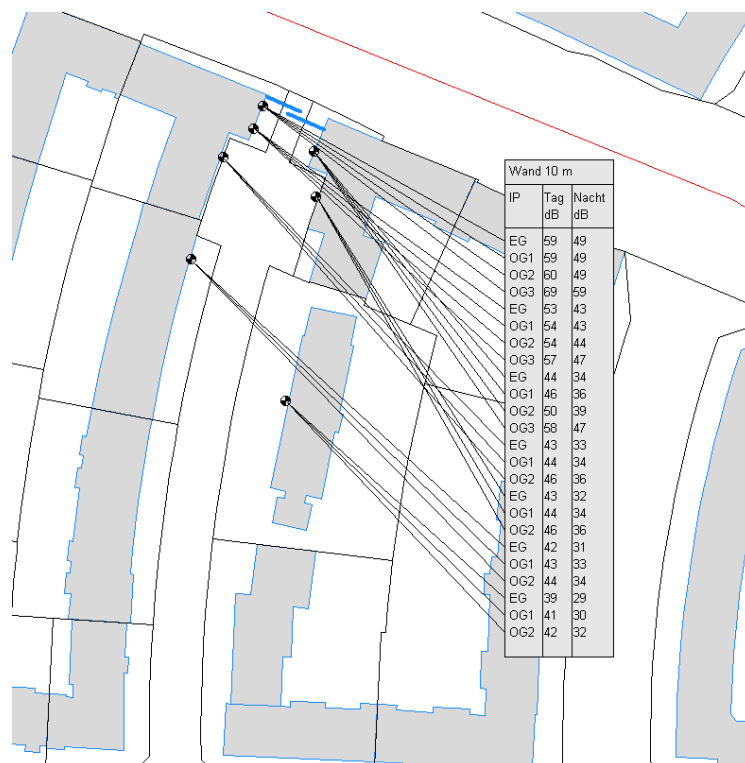 Wand 10 m
IP Tag Nacht
dB dB
EG 59 49
OG1 59 49
OG2 60 49
OG3 69 59
EG 53 43
OG1 54 43
OG2 54 44
OG3 57 47
EG 44 34
OG1 46 36
OG2 50 39
OG3 58 47
EG 43 33
OG1 44 34
OG2 46 36
EG 43 32
OG1 44 34
OG2 46 36
EG 42 31
OG1 43 33
OG2 44 34
EG 39 29
OG1 41 30
OG2 42 32